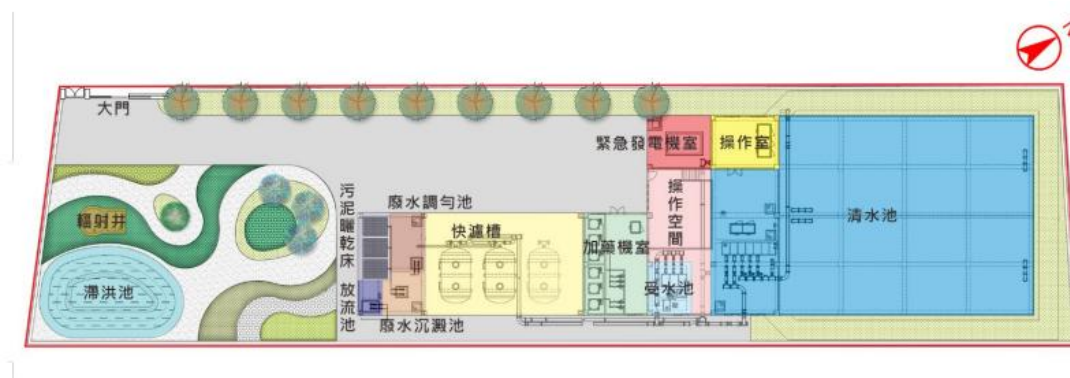 大門
緊急發電機室
操作室
操作空間
清水池
輻射井
滯洪池
污泥曬乾床
放流池
廢水調勻池
快濾槽
加藥機室
受水池
廢水沉澱池